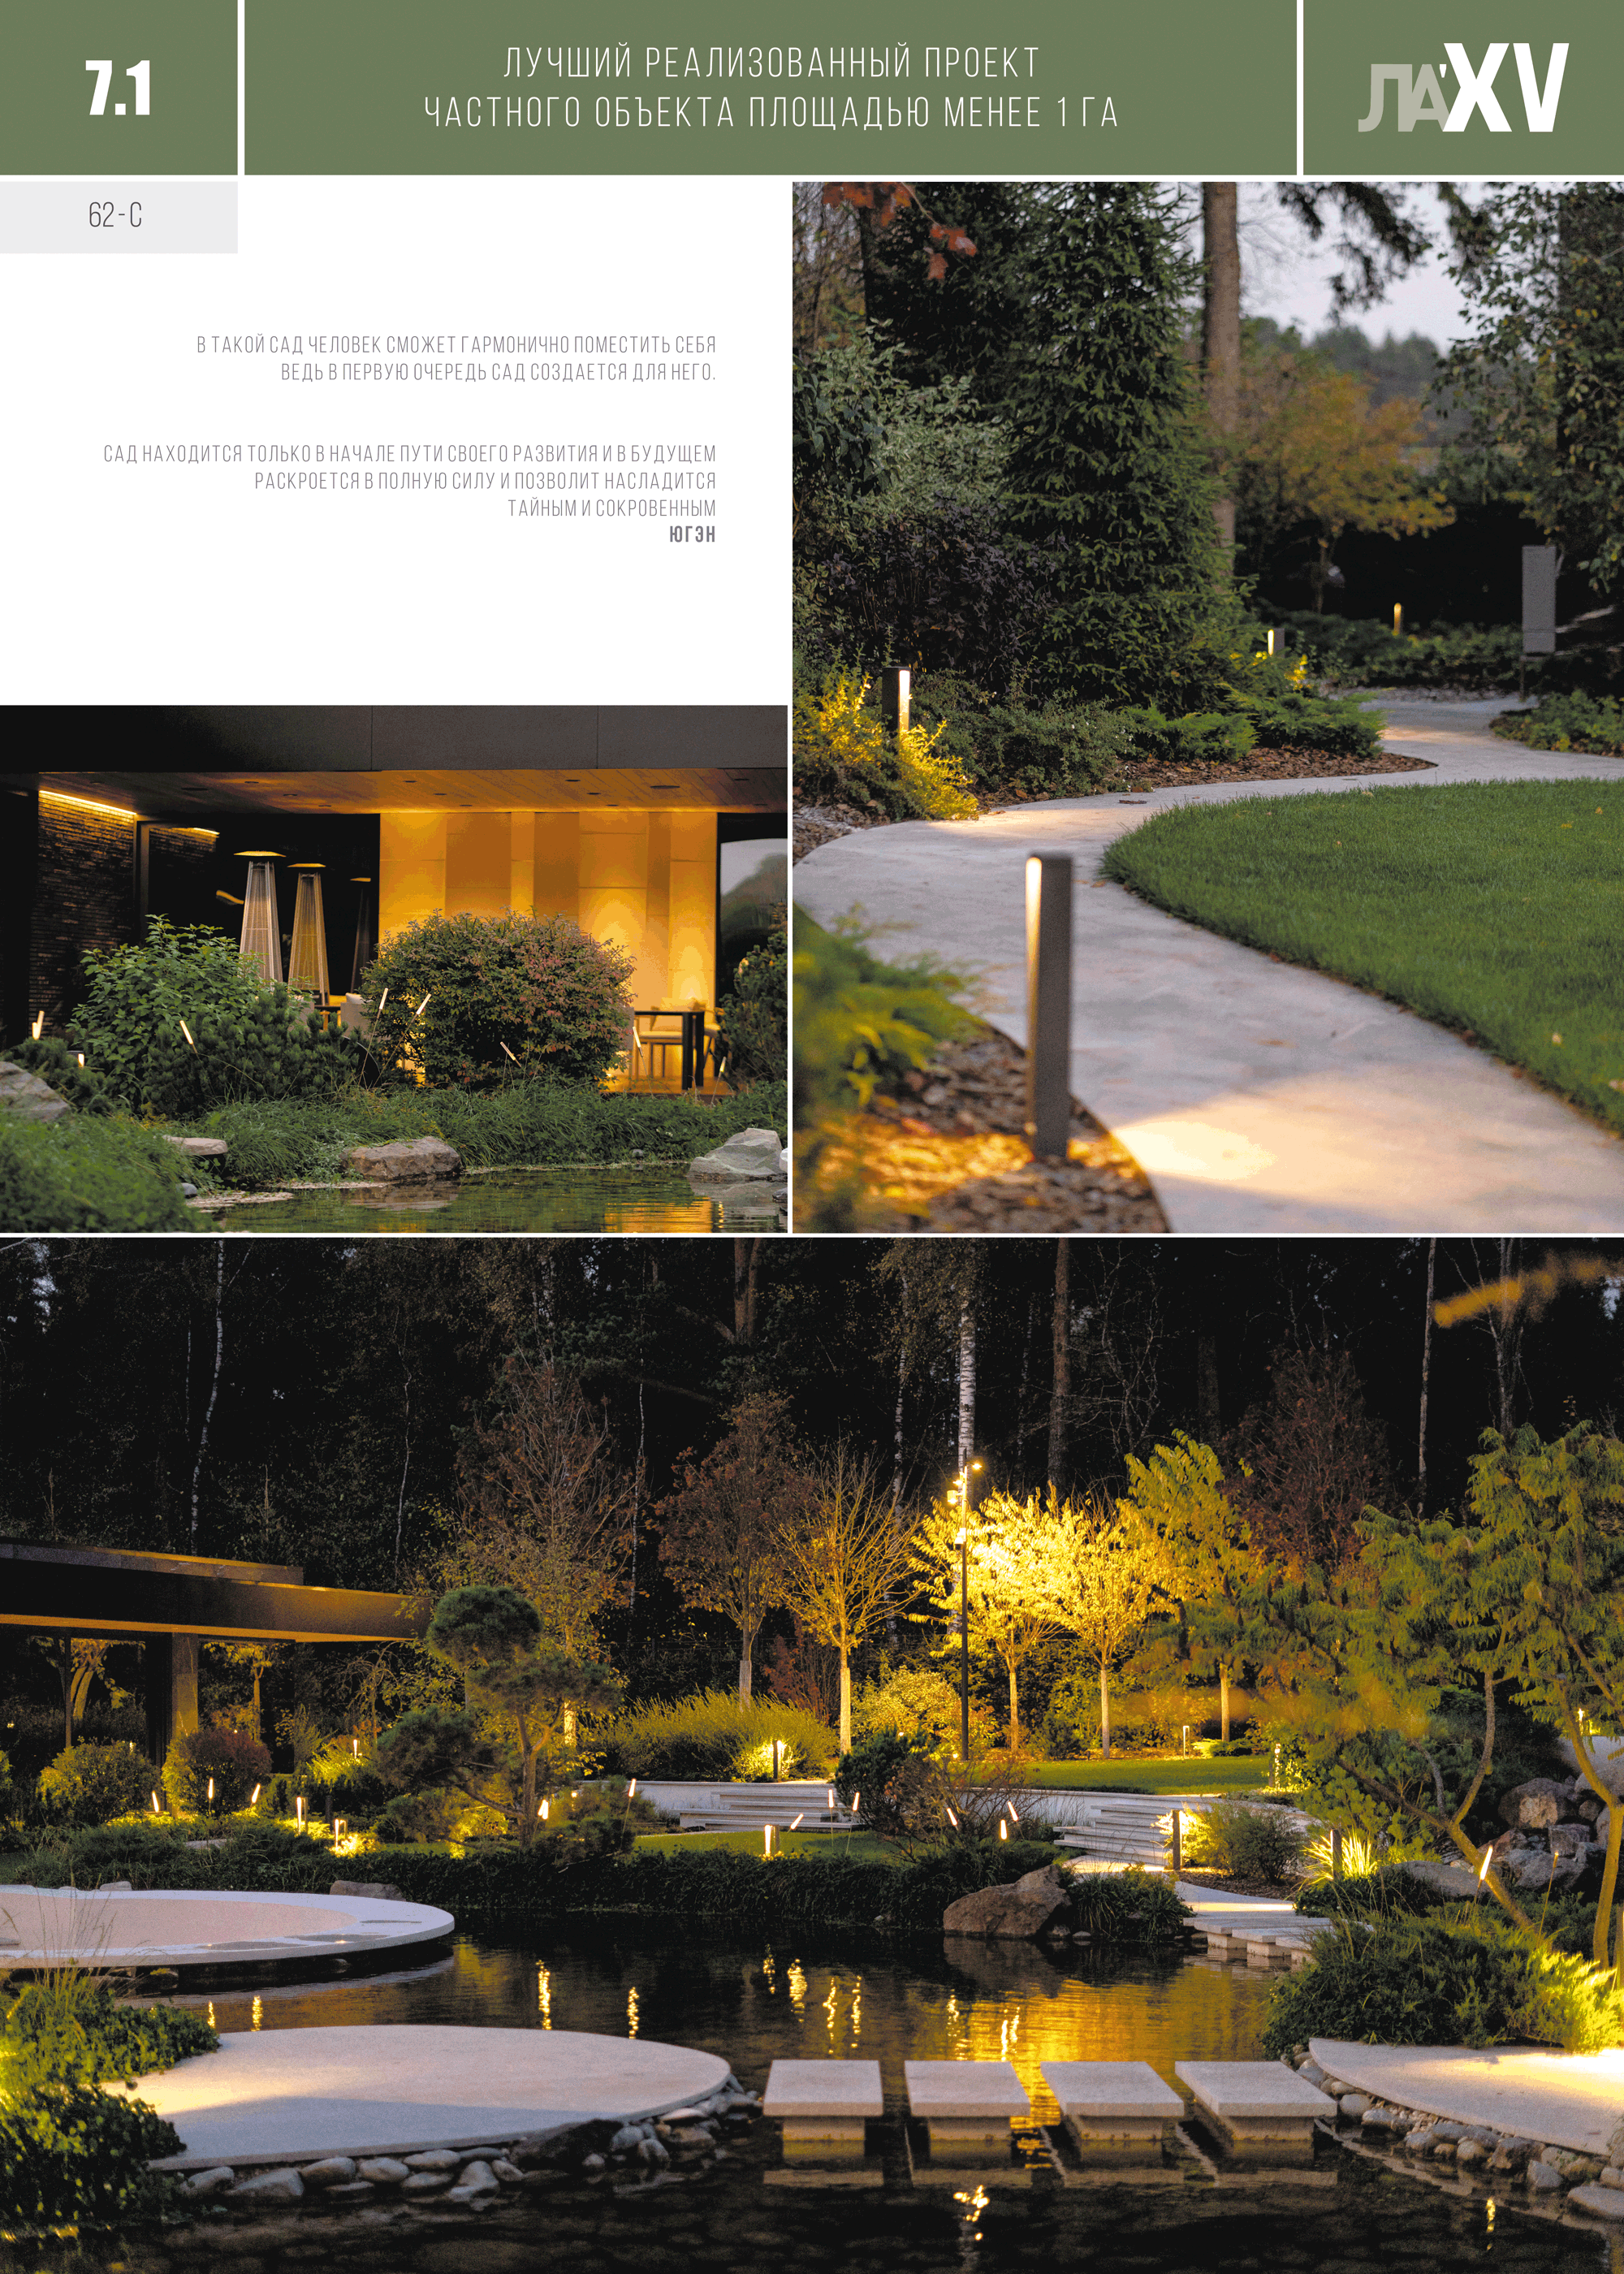 7.1
ЛУЧШИЙ РЕАЛИЗОВАННЫЙ ПРОЕКТ
ЧАСТНОГО ОБЪЕКТА ПЛОЩАДЬЮ МЕНЕЕ 1 ГА
ЛА'XV
62-С
В ТАКОЙ САД ЧЕЛОВЕК СМОЖЕТ ГАРМОНИЧНО ПОМЕСТИТЬ СЕБЯ
ВЕДЬ В ПЕРВУЮ ОЧЕРЕДЬ САД СОЗДАЕТСЯ ДЛЯ НЕГО.
САД НАХОДИТСЯ ТОЛЬКО В НАЧАЛЕ ПУТИ СВОЕГО РАЗВИТИЯ И В БУДУЩЕМ
РАСКРОЕТСЯ В ПОЛНУЮ СИЛУ И ПОЗВОЛИТ НАСЛАДИТСЯ
ТАЙНЫМ И СОКРОВЕННЫМ
ЮГЭН